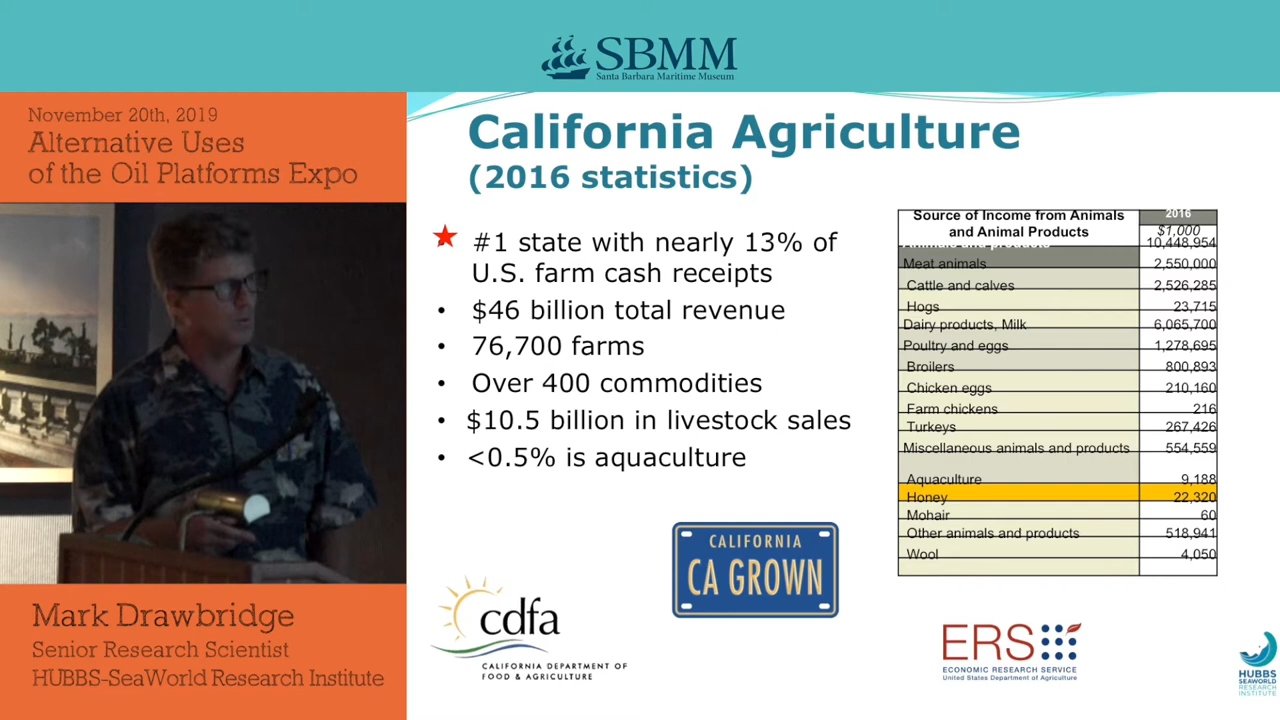 SBMM
Santa Barbara Maritime Museum
November 20th, 2019
Alternative Uses
of the Oil Platforms Expo
Mark Drawbridge
Senior Research Scientist
HUBBS-SeaWorld Research Institute
California Agriculture
(2016 statistics)
#1 state with nearly 13% of
U.S. farm cash receipts
• $46 billion total revenue
• 76,700 farms
• Over 400 commodities
• $10.5 billion in livestock sales
• <0.5% is aquaculture
Source of Income from Animals
and Animal Products
2016
$1,000
Animals and products 10,448,954
Meat animals 2,550,000
Cattle and calves 2,526,285
Hogs 23,715
Dairy products, Milk 6,065,700
Poultry and eggs 1,278,695
Broilers 800,893
Chicken eggs 210,160
Farm chickens 216
Turkeys 267,426
Miscellaneous animals and products 554,559
Aquaculture 9,188
Honey 22,320
Mohair 60
Other animals and products 518,941
Wool 4,050
CALIFORNIA
CA GROWN
cdfa
CALIFORNIA DEPARTMENT OF
FOOD & AGRICULTURE
ERS
ECONOMIC RESEARCH SERVICE
United States Department of Agriculture
HUBBS
SEAWORLD
RESEARCH
INSTITUTE